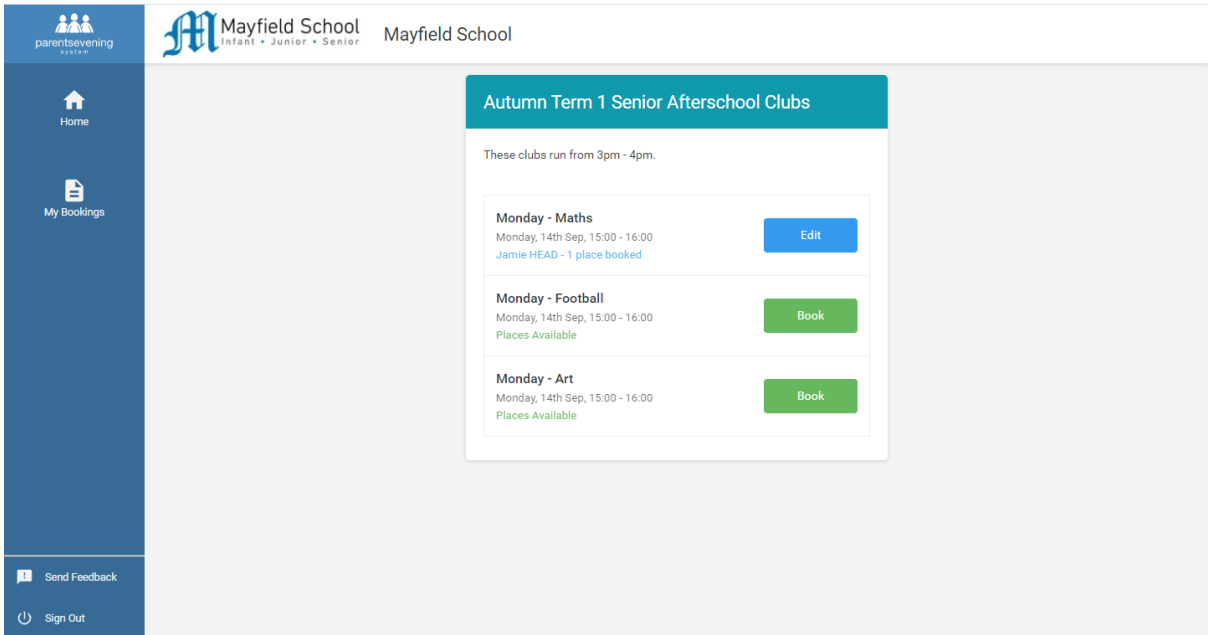 parentsevening
system
Home
My Bookings
Send Feedback
Sign Out
M Mayfield School
Infant • Junior • Senior
Mayfield School
Autumn Term 1 Senior Afterschool Clubs
These clubs run from 3pm - 4pm.
Monday - Maths
Monday, 14th Sep, 15:00 - 16:00
Jamie HEAD - 1 place booked
Edit
Monday - Football
Monday, 14th Sep, 15:00 - 16:00
Places Available
Book
Monday - Art
Monday, 14th Sep, 15:00 - 16:00
Places Available
Book